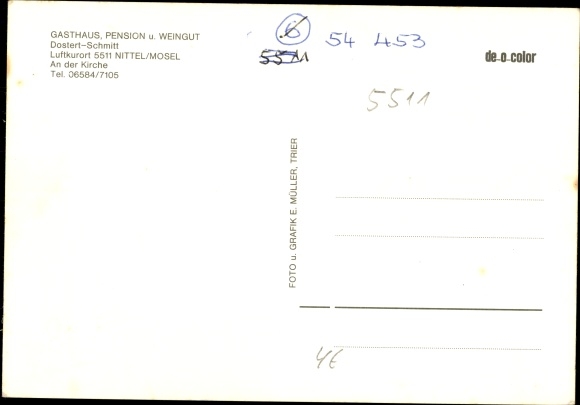 GASTHAUS, PENSION u. WEINGUT
Dostert-Schmitt
Luftkurort 5511 NITTEL/MOSEL
An der Kirche
Tel. 06584/7105
6 54 453
5511
de-o-color
5511
FOTO u. GRAFIK E. MÜLLER, TRIER
4€